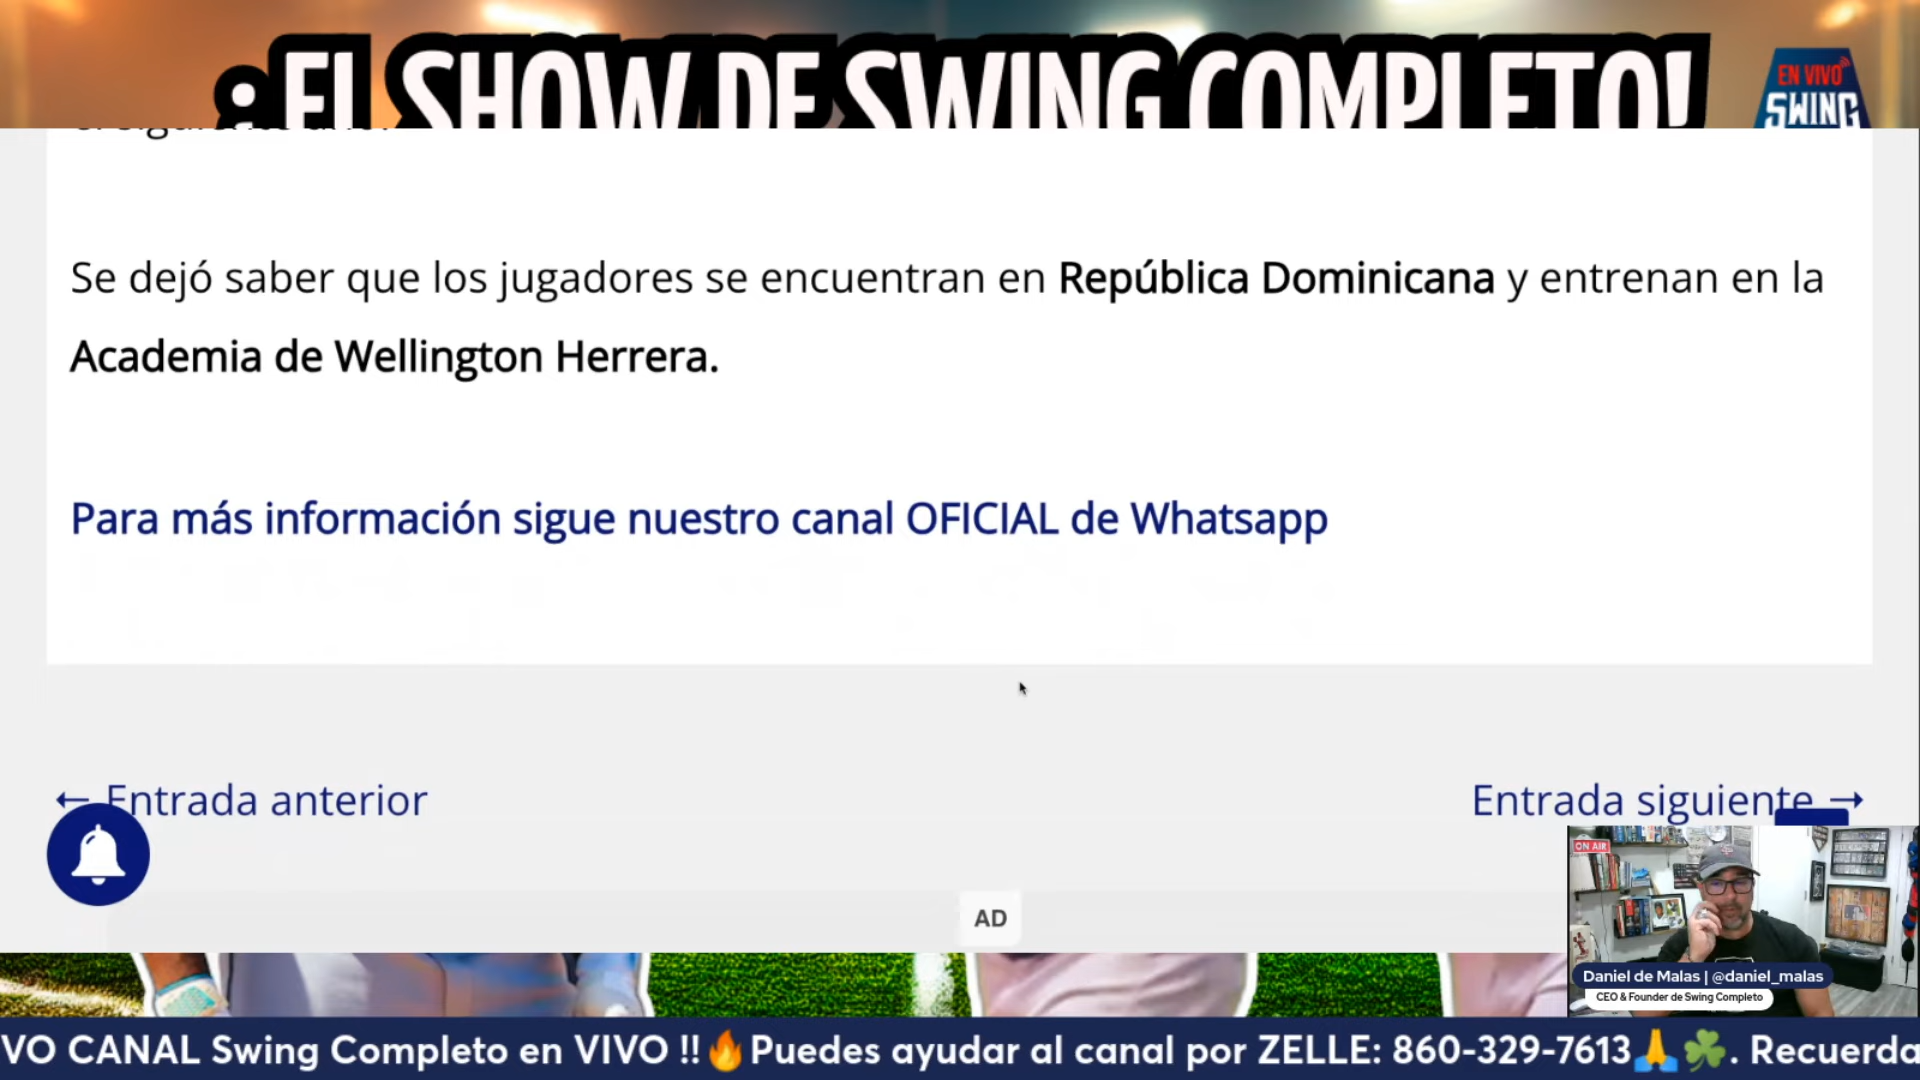 ¡EL SHOW DE SWING COMPLETO!
EN VIVO
SWING
Se dejó saber que los jugadores se encuentran en República Dominicana y entrenan en la
Academia de Wellington Herrera.
Para más información sigue nuestro canal OFICIAL de Whatsapp
← Entrada anterior
Entrada siguiente →
AD
ON AIR
Daniel de Malas | @daniel_malas
CEO & Founder de Swing Completo
VO CANAL Swing Completo en VIVO !!🔥Puedes ayudar al canal por ZELLE: 860-329-7613🙏☘️. Recuerda